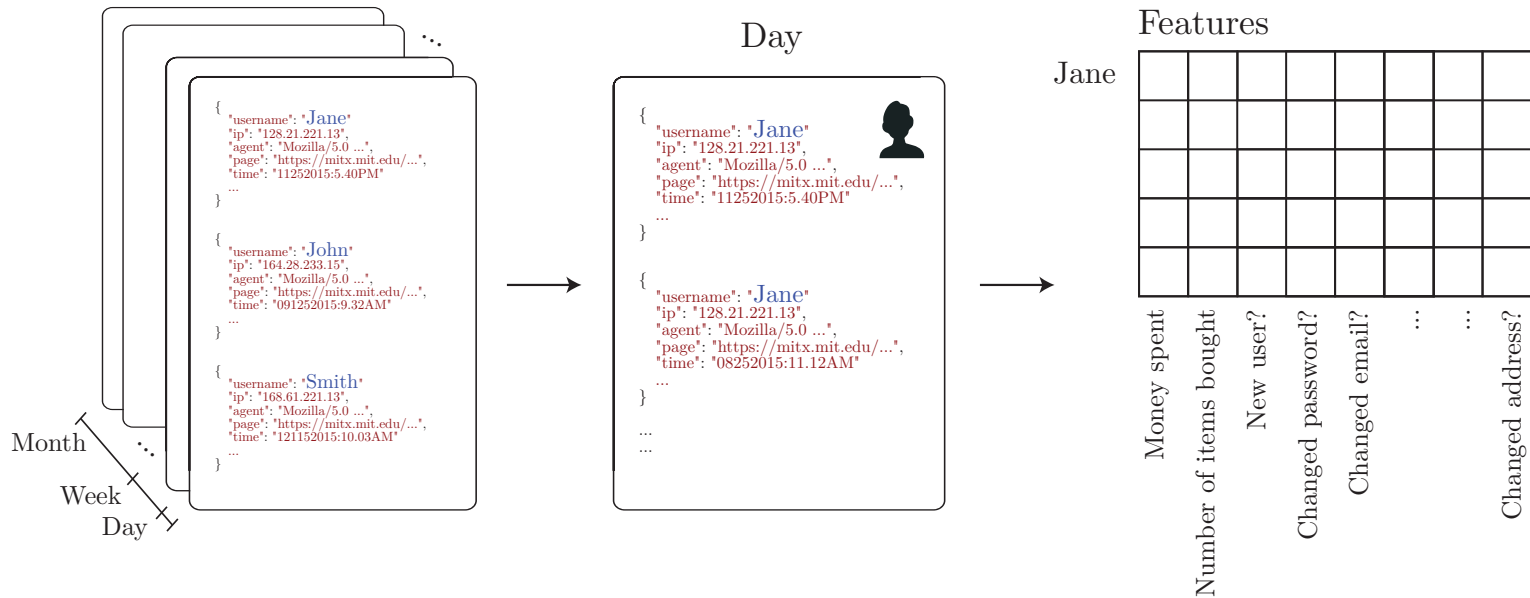 ...
{
"username": "Jane"
"ip": "128.21.221.13",
"agent": "Mozilla/5.0 ...",
"page": "https://mitx.mit.edu/...",
"time": "11252015:5.40PM"
...
}
{
"username": "John"
"ip": "164.28.233.15",
"agent": "Mozilla/5.0 ...",
"page": "https://mitx.mit.edu/...",
"time": "091252015:9.32AM"
...
}
{
"username": "Smith"
"ip": "168.61.221.13",
"agent": "Mozilla/5.0 ...",
"page": "https://mitx.mit.edu/...",
"time": "121152015:10.03AM"
...
}
Month
...
Week
Day
Day
{
"username": "Jane"
"ip": "128.21.221.13",
"agent": "Mozilla/5.0 ...",
"page": "https://mitx.mit.edu/...",
"time": "11252015:5.40PM"
...
}
{
"username": "Jane"
"ip": "128.21.221.13",
"agent": "Mozilla/5.0 ...",
"page": "https://mitx.mit.edu/...",
"time": "08252015:11.12AM"
...
}
...
...
Features
Jane
Money spent
Number of items bought
New user?
Changed password?
Changed email?
...
...
Changed address?